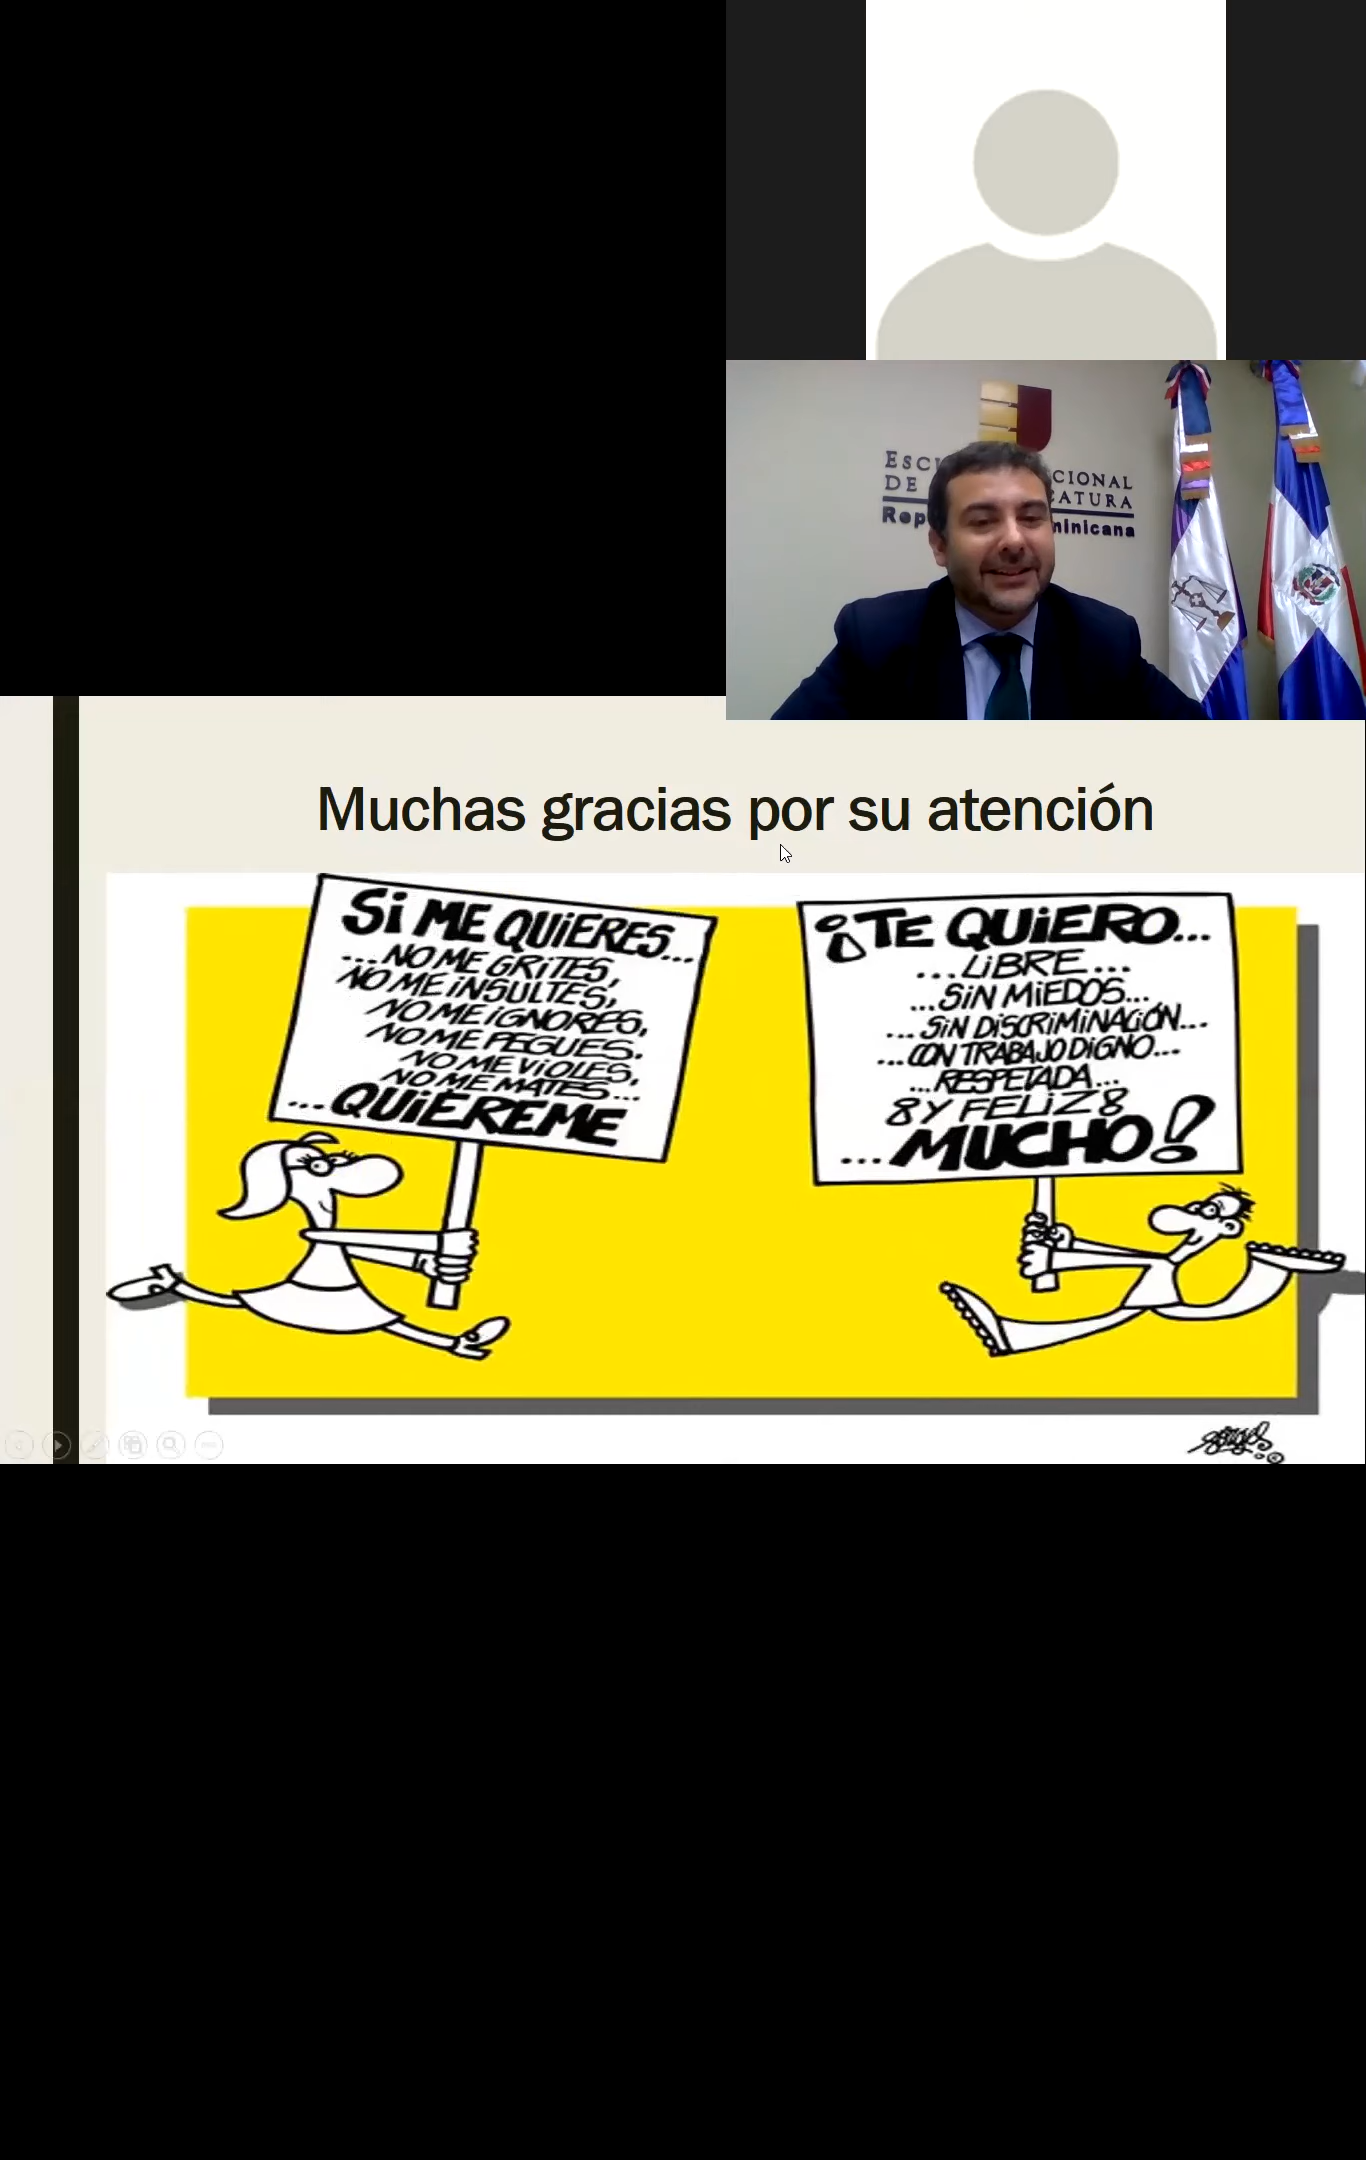 ESC CIONAL
DE CATURA
Rep minicana
Muchas gracias por su atención
Si ME QUiERES...
...NO ME GRiTES,
NO ME iNSULTES,
NO ME iGNORES,
NO ME PEGUES,
NO ME ViOLES,
NO ME MATES...
...QUiÉREME
¡TE QUiERO...
...LiBRE...
...SiN MiEDOS...
...SiN DiSCRiMiNACiÓN...
...CON TRABAJO DiGNO...
...RESPETADA...
Y FELiZ
...MUCHO!